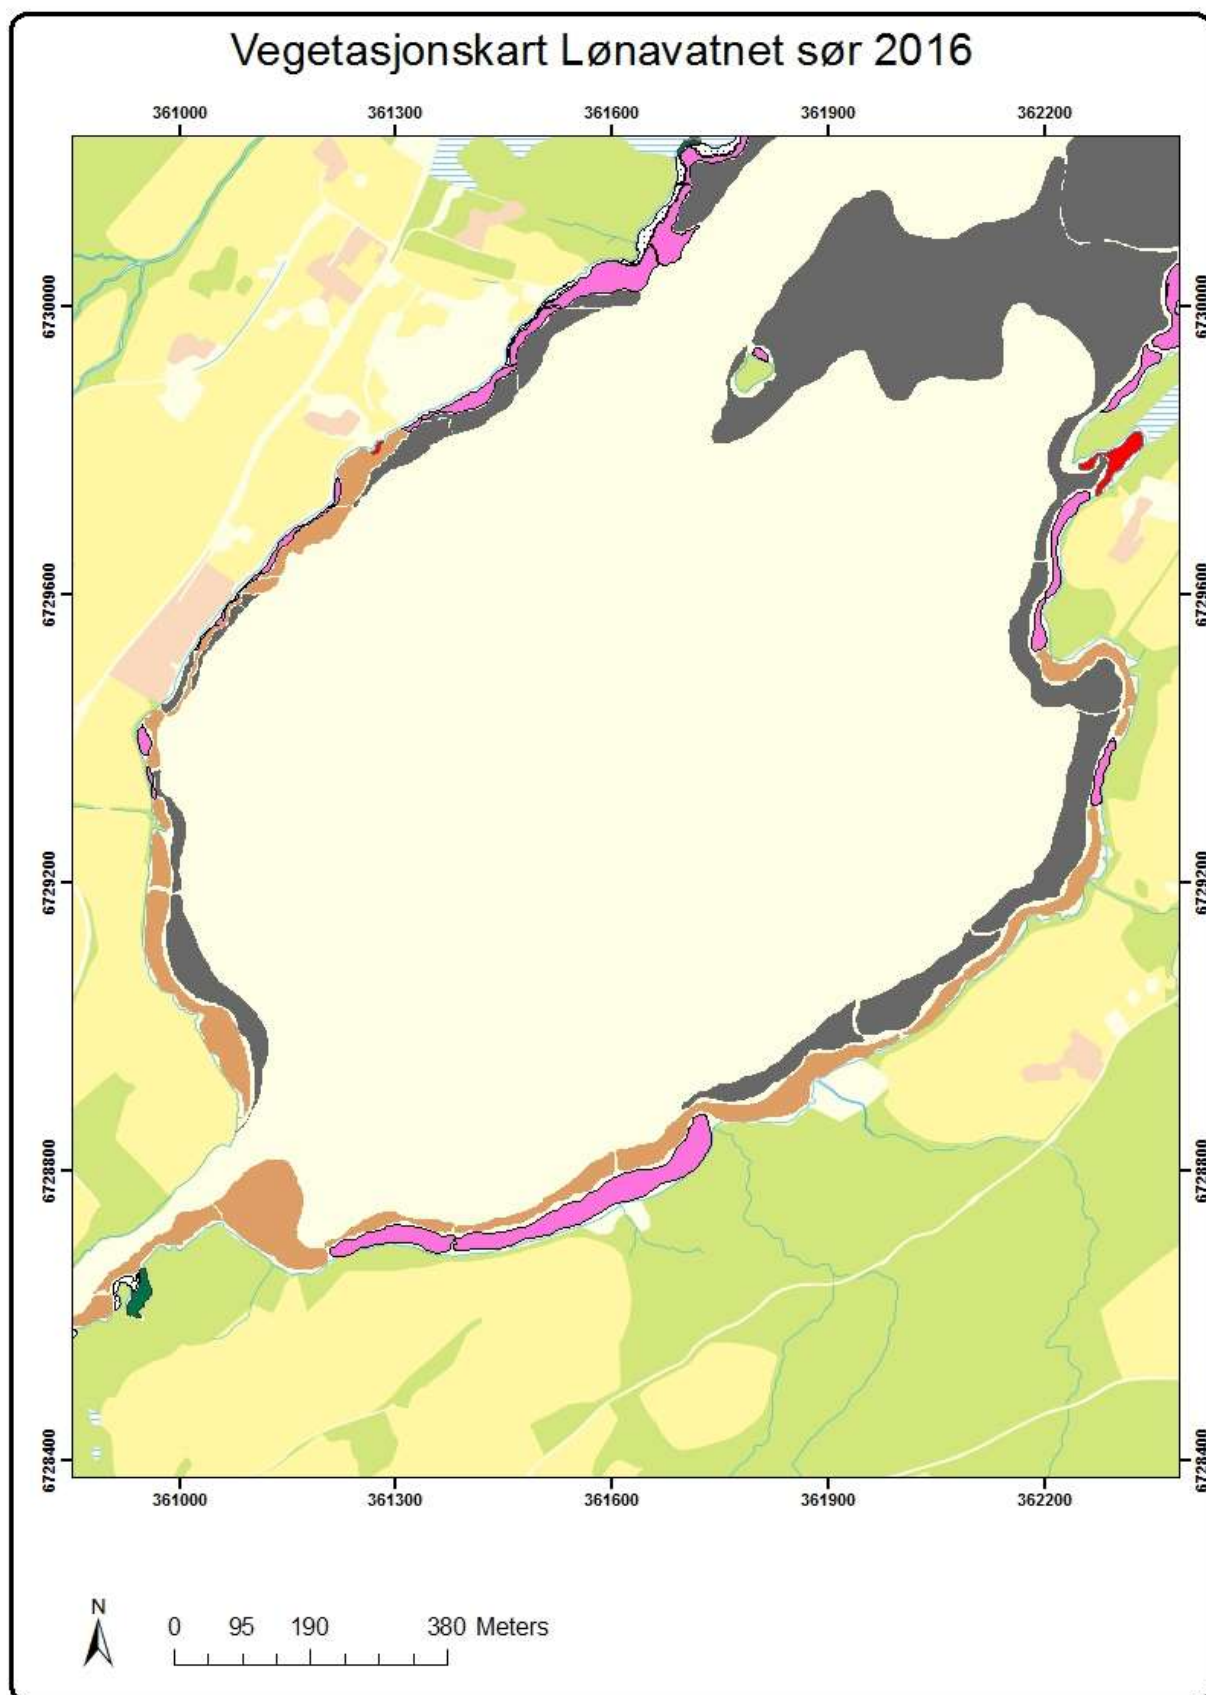 Vegetasjonskart Lønavatnet sør 2016
361000 361300 361600 361900 362200
6730000 6730000
6729600 6729600
6729200 6729200
6728800 6728800
6728400 6728400
361000 361300 361600 361900 362200
N
0 95 190 380 Meters